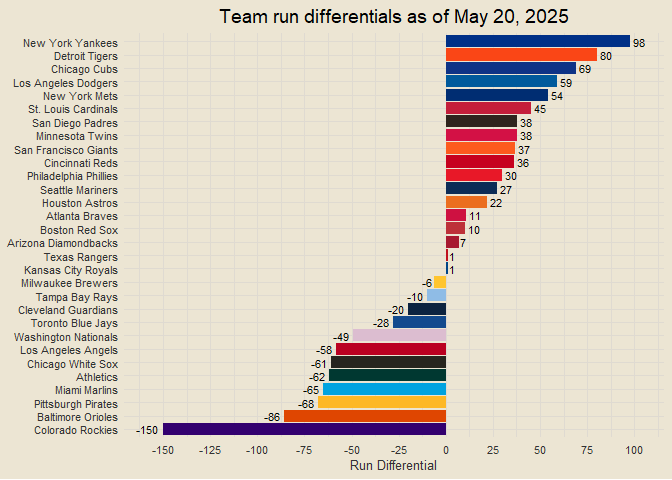 Team run differentials as of May 20, 2025
New York Yankees 98
Detroit Tigers 80
Chicago Cubs 69
Los Angeles Dodgers 59
New York Mets 54
St. Louis Cardinals 45
San Diego Padres 38
Minnesota Twins 38
San Francisco Giants 37
Cincinnati Reds 36
Philadelphia Phillies 30
Seattle Mariners 27
Houston Astros 22
Atlanta Braves 11
Boston Red Sox 10
Arizona Diamondbacks 7
Texas Rangers 1
Kansas City Royals 1
Milwaukee Brewers -6
Tampa Bay Rays -10
Cleveland Guardians -20
Toronto Blue Jays -28
Washington Nationals -49
Los Angeles Angels -58
Chicago White Sox -61
Athletics -62
Miami Marlins -65
Pittsburgh Pirates -68
Baltimore Orioles -86
Colorado Rockies -150
-150 -125 -100 -75 -50 -25 0 25 50 75 100
Run Differential